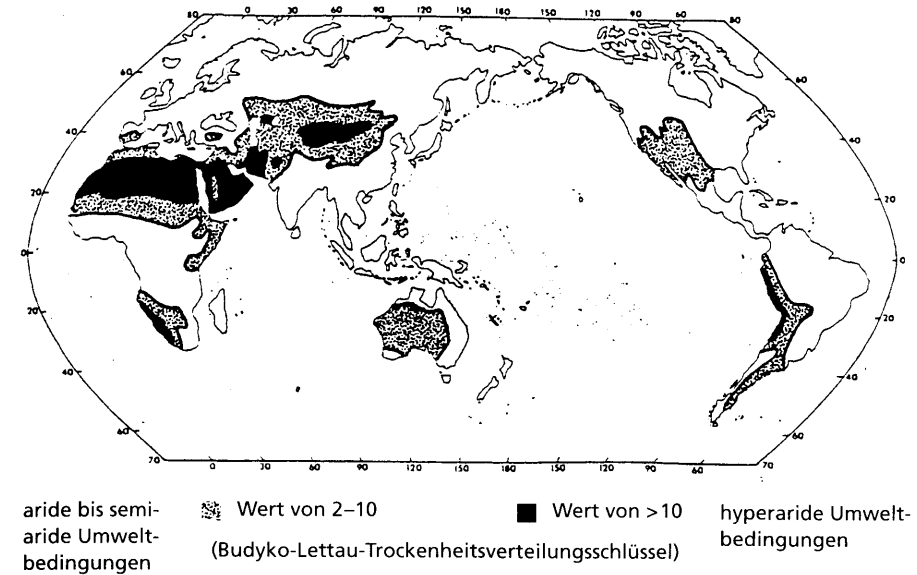 80 0 30 60 90 120 150 180 150 120 90 60 80
60 60
40 40
20 20
0 0
20 20
40 40
60 60
70 0 30 60 90 120 150 180 150 120 90 60 70
aride bis semi-
aride Umwelt-
bedingungen
Wert von 2–10
Wert von >10
(Budyko-Lettau-Trockenheitsverteilungsschlüssel)
hyperaride Umwelt-
bedingungen